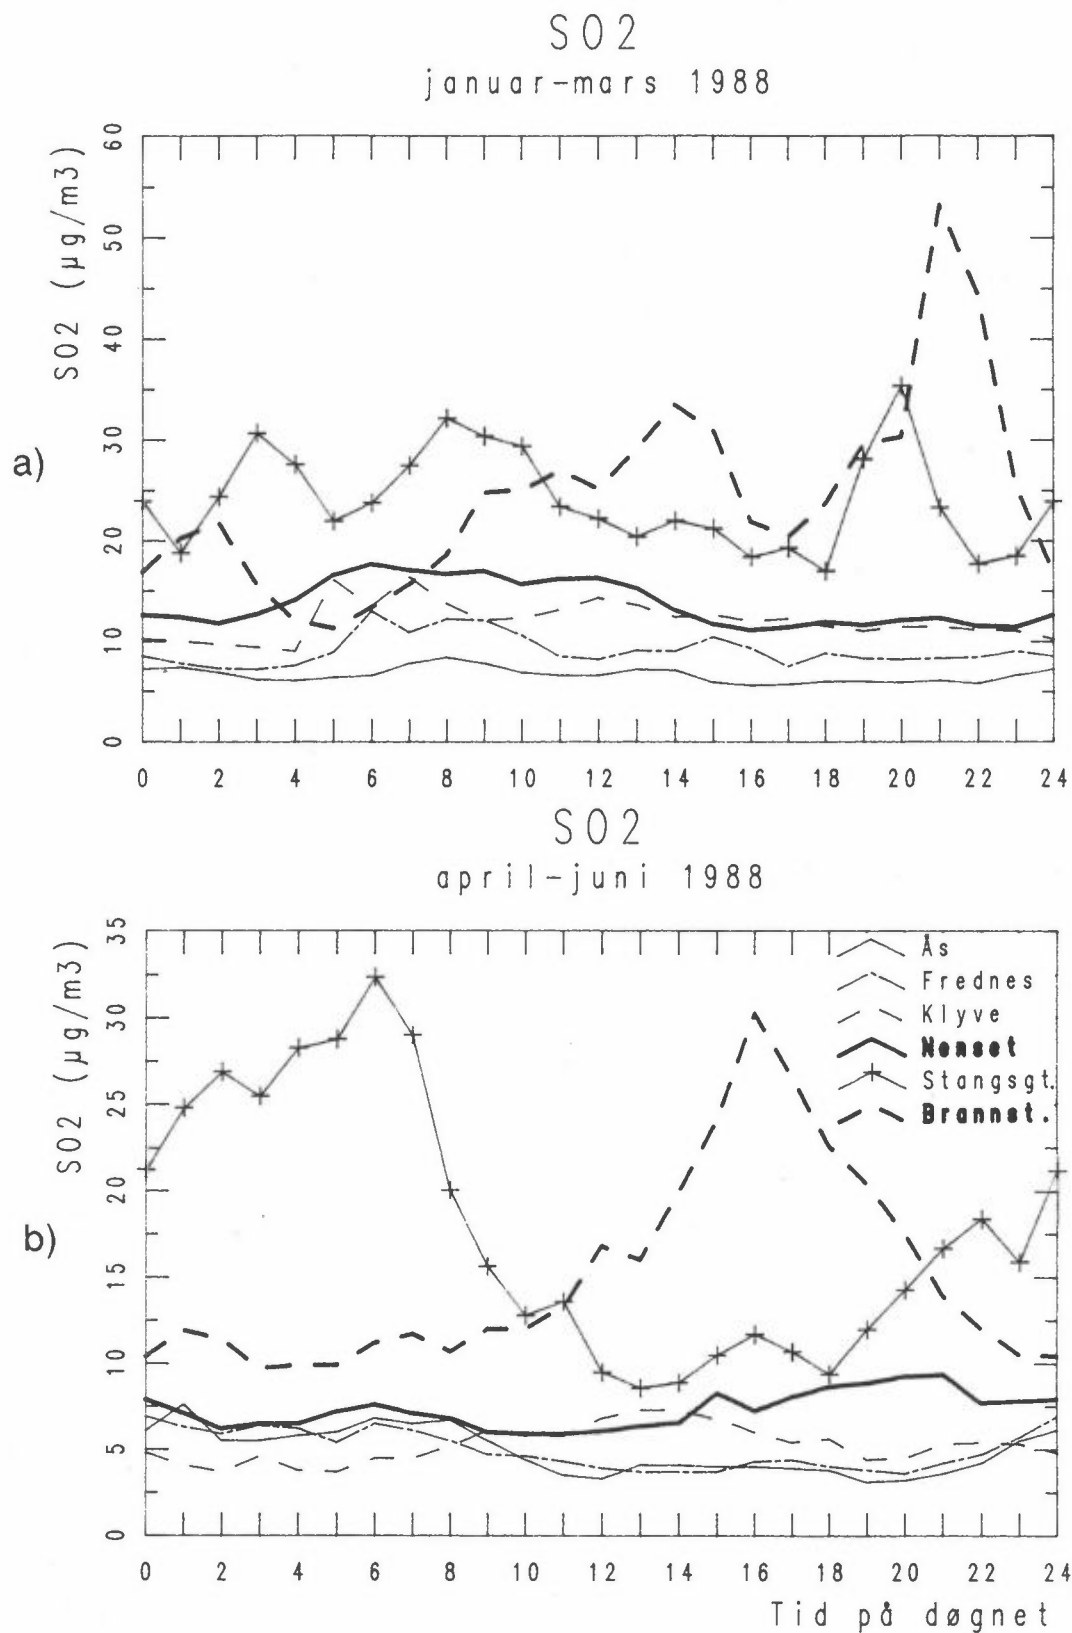 SO2
januar-mars 1988
SO2 (µg/m3)
60
50
40
30
20
10
0
a)
0 2 4 6 8 10 12 14 16 18 20 22 24
SO2
april-juni 1988
SO2 (µg/m3)
35
30
25
20
15
10
5
0
b)
Ås
Frednes
Klyve
Nenset
Stangsgt.
Brannst.
0 2 4 6 8 10 12 14 16 18 20 22 24
Tid på døgnet